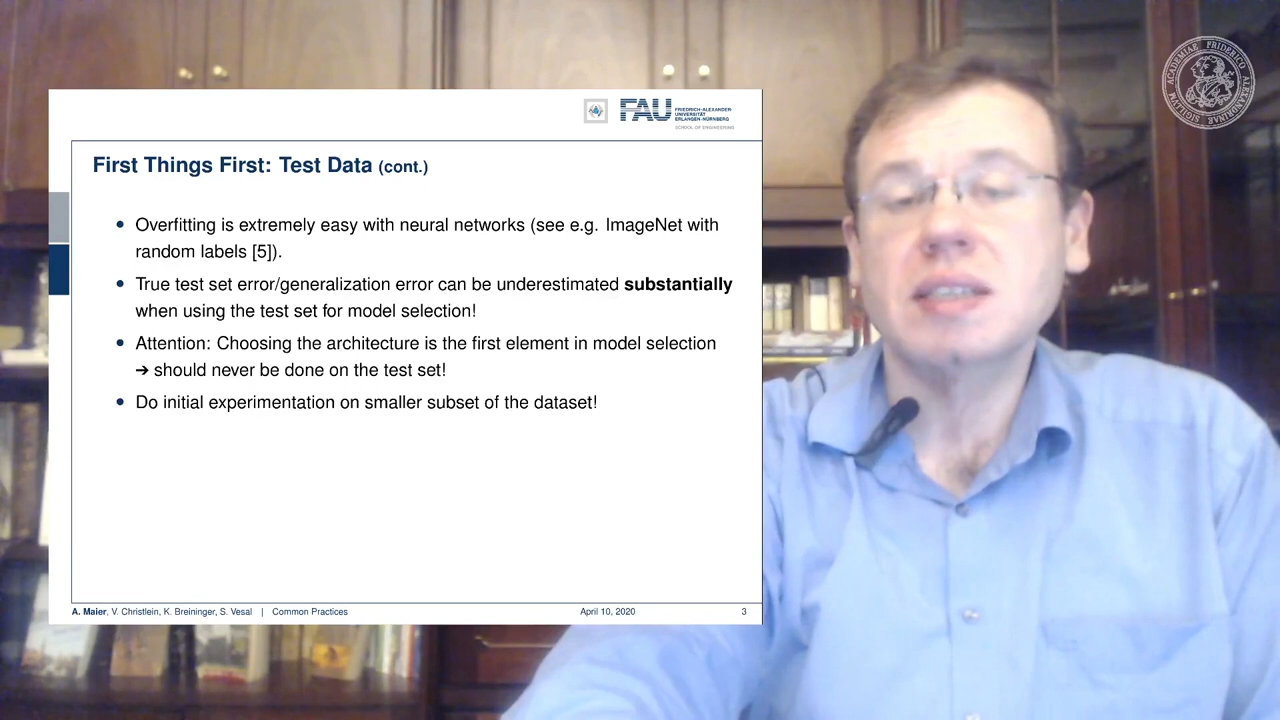 FAU
FRIEDRICH-ALEXANDER
UNIVERSITÄT
ERLANGEN-NÜRNBERG
SCHOOL OF ENGINEERING
ACADEMIAE FRIDERICO ALEXANDRINAE SIGILLVM
First Things First: Test Data (cont.)
• Overfitting is extremely easy with neural networks (see e.g. ImageNet with
random labels [5]).
• True test set error/generalization error can be underestimated substantially
when using the test set for model selection!
• Attention: Choosing the architecture is the first element in model selection
➔ should never be done on the test set!
• Do initial experimentation on smaller subset of the dataset!
A. Maier, V. Christlein, K. Breininger, S. Vesal | Common Practices April 10, 2020 3